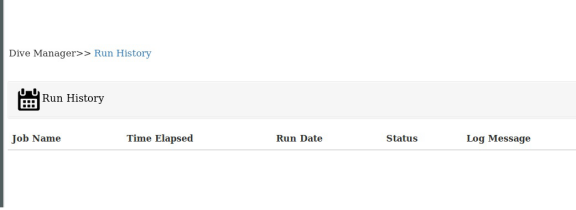 Dive Manager>> Run History
Run History
Job Name Time Elapsed Run Date Status Log Message